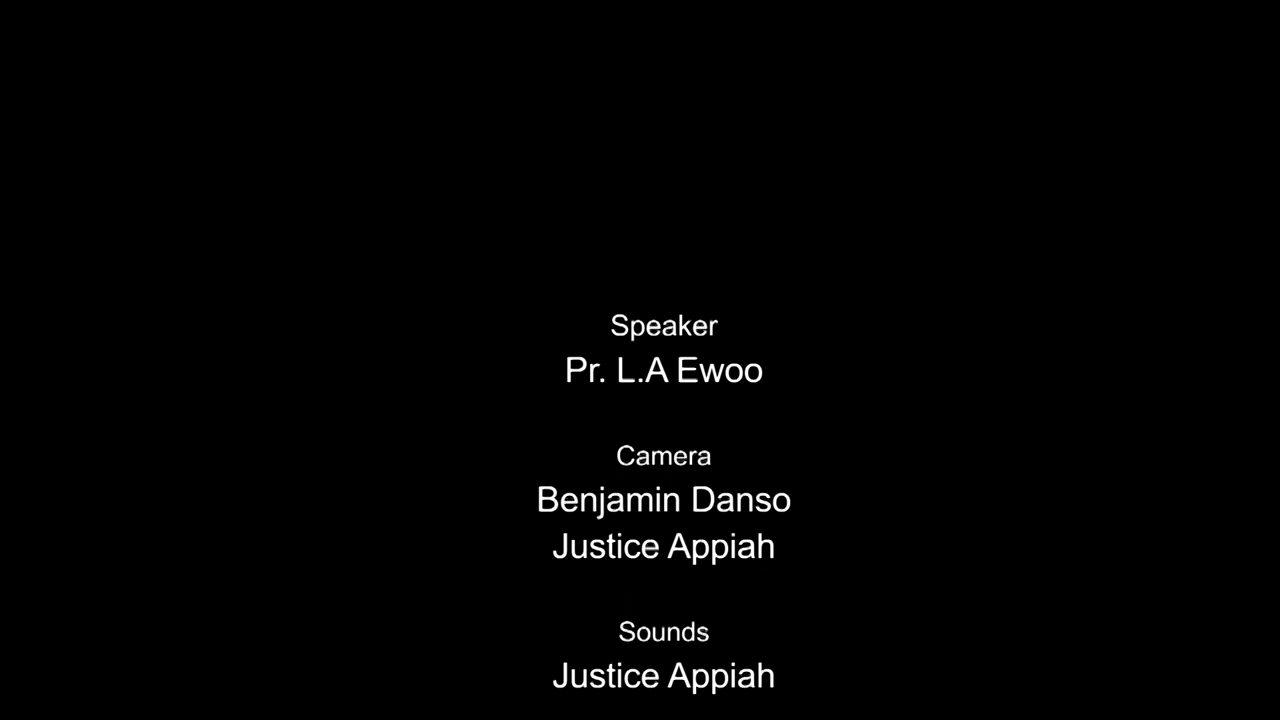 Speaker
Pr. L.A Ewoo
Camera
Benjamin Danso
Justice Appiah
Sounds
Justice Appiah